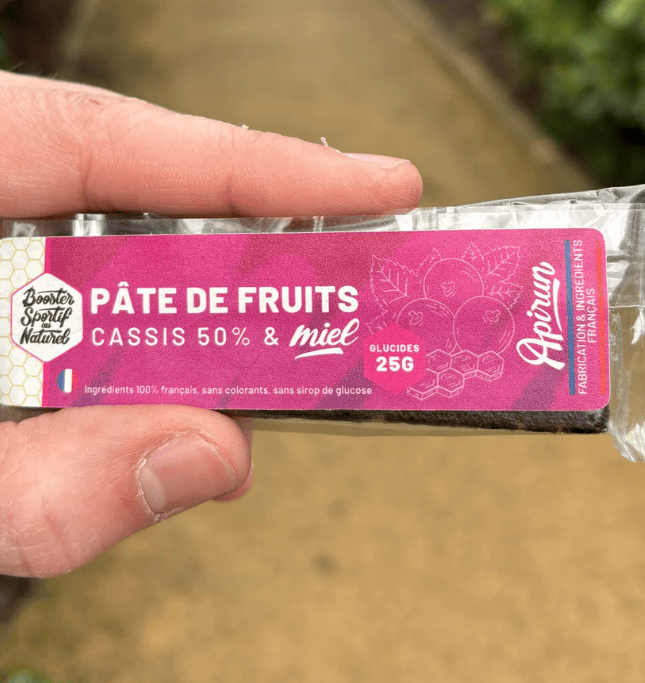 Booster
Sportif
au
Naturel
PÂTE DE FRUITS
CASSIS 50% & miel
GLUCIDES
25G
Ingrédients 100% français, sans colorants, sans sirop de glucose
Apirun
FABRICATION & INGRÉDIENTS
FRANÇAIS